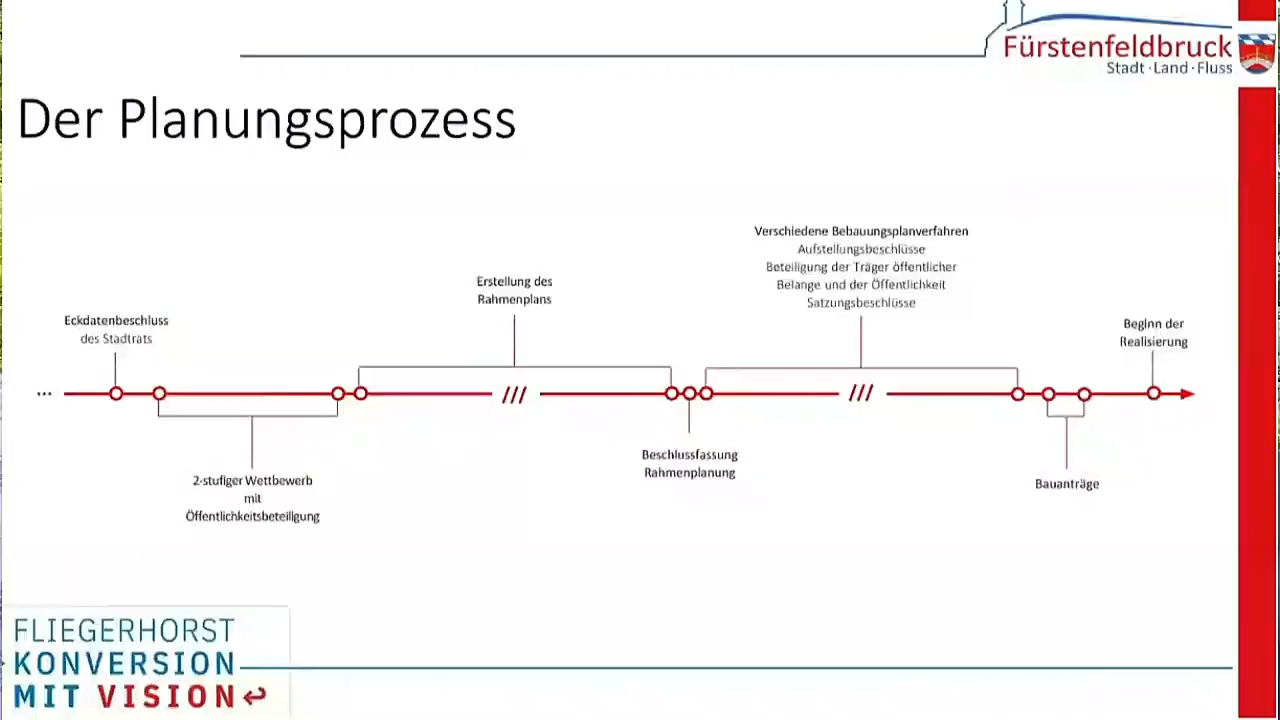 Fürstenfeldbruck
Stadt · Land · Fluss
Der Planungsprozess
Eckdatenbeschluss
des Stadtrats
2-stufiger Wettbewerb
mit
Öffentlichkeitsbeteiligung
Erstellung des
Rahmenplans
Beschlussfassung
Rahmenplanung
Verschiedene Bebauungsplanverfahren
Aufstellungsbeschlüsse
Beteiligung der Träger öffentlicher
Belange und der Öffentlichkeit
Satzungsbeschlüsse
Bauanträge
Beginn der
Realisierung
...
///
///
FLIEGERHORST
KONVERSION
MIT VISION